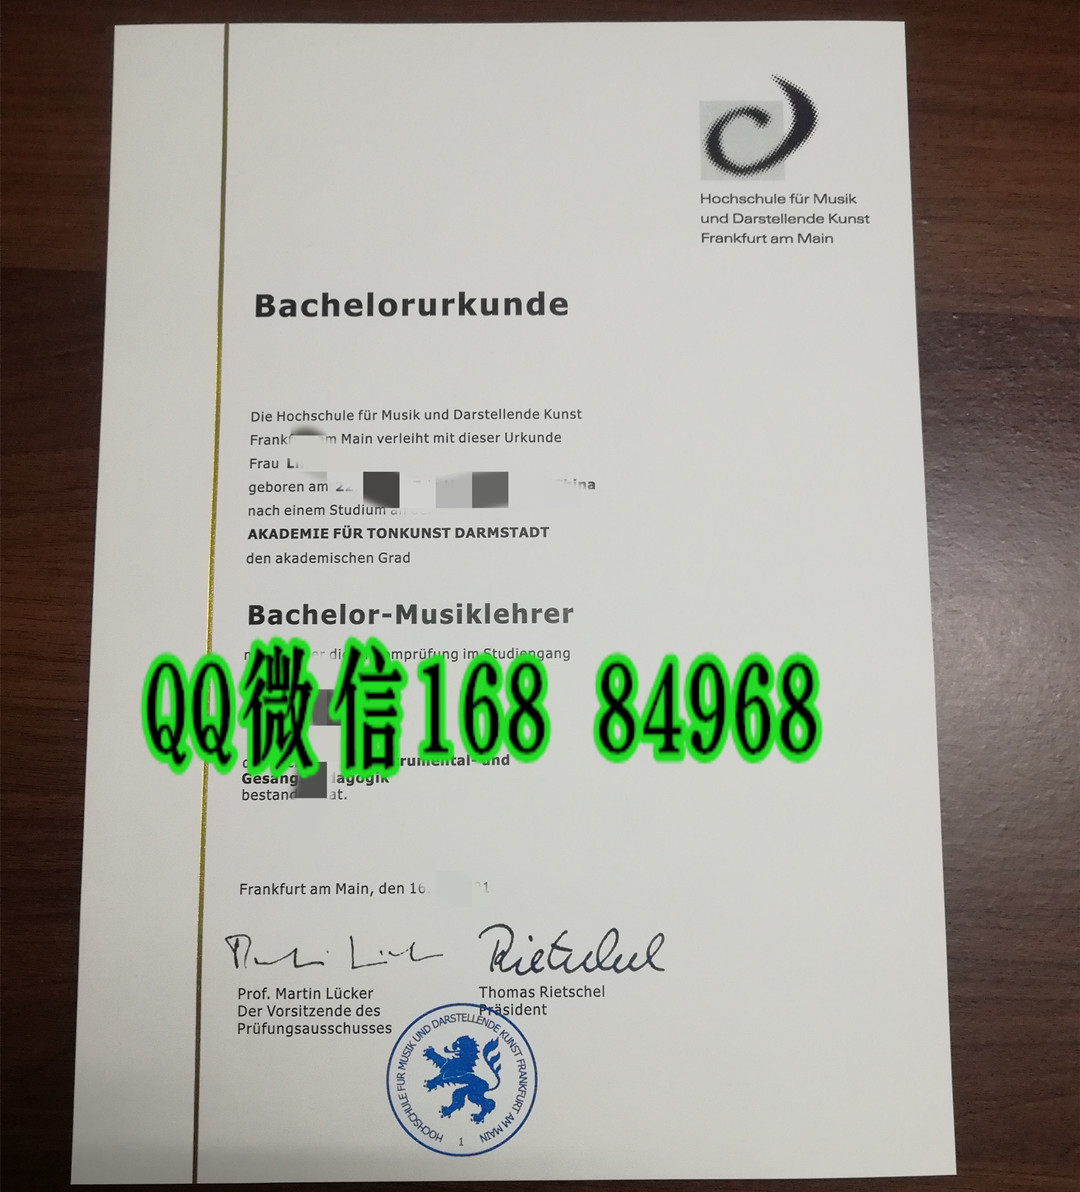 Hochschule für Musik
und Darstellende Kunst
Frankfurt am Main
Bachelorurkunde
Die Hochschule für Musik und Darstellende Kunst
Main verleiht mit dieser Urkunde
Frau
geboren am
nach einem Studium
AKADEMIE FÜR TONKUNST DARMSTADT
den akademischen Grad
Bachelor-Musiklehrer
im Studiengang
QQ微信168 84968
und
Frankfurt am Main, den 16.
Prof. Martin Lücker
Der Vorsitzende des
Prüfungsausschusses
Thomas Rietschel
Präsident
HOCHSCHULE FÜR MUSIK UND DARSTELLENDE KUNST FRANKFURT AM MAIN
1